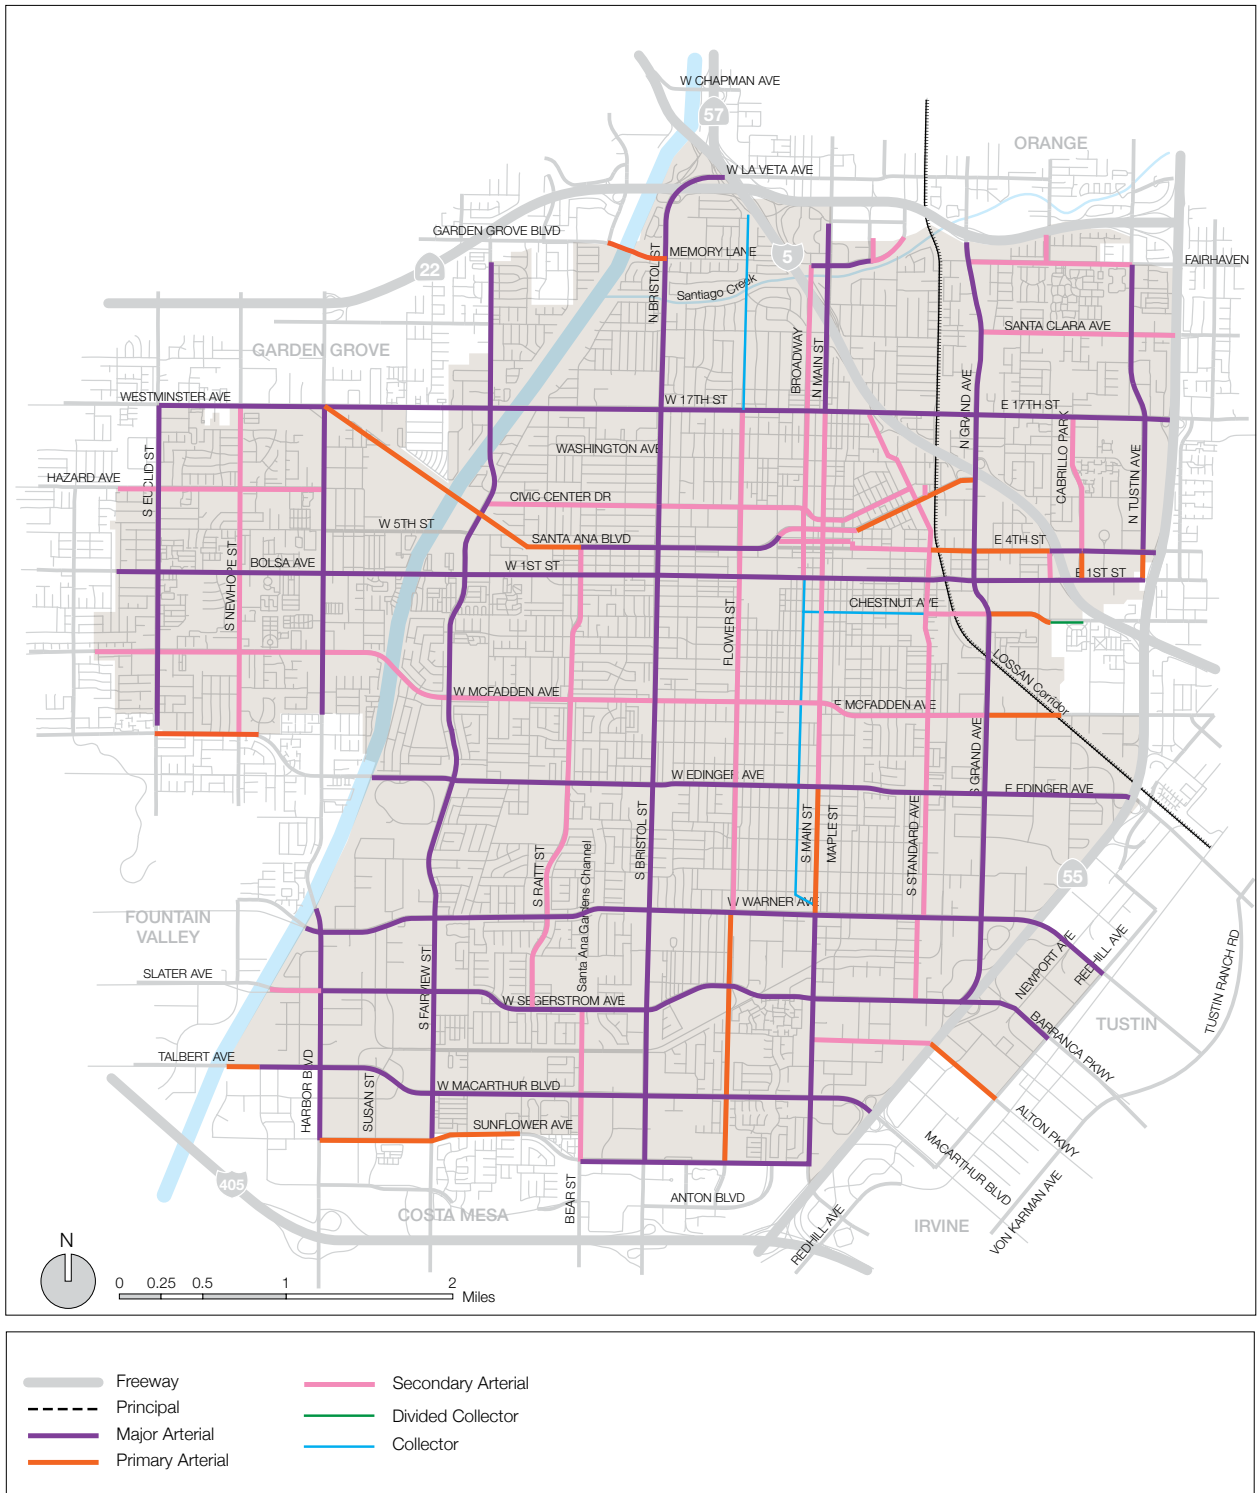 W CHAPMAN AVE
57
ORANGE
W LA VETA AVE
GARDEN GROVE BLVD
MEMORY LANE
5
FAIRHAVEN
22
N BRISTOL ST
Santiago Creek
SANTA CLARA AVE
BROADWAY
N MAIN ST
GARDEN GROVE
WESTMINSTER AVE
W 17TH ST
N GRAND AVE
E 17TH ST
WASHINGTON AVE
CABRILLO PARK
N TUSTIN AVE
S EUCLID ST
HAZARD AVE
CIVIC CENTER DR
W 5TH ST
SANTA ANA BLVD
E 4TH ST
BOLSA AVE
W 1ST ST
E 1ST ST
S NEWHOPE ST
FLOWER ST
CHESTNUT AVE
LOSSAN Corridor
W MCFADDEN AVE
E MCFADDEN AVE
S GRAND AVE
W EDINGER AVE
E EDINGER AVE
S RAITT ST
Santa Ana Gardens Channel
S BRISTOL ST
S MAIN ST
MAPLE ST
S STANDARD AVE
55
W WARNER AVE
FOUNTAIN
VALLEY
SLATER AVE
S FAIRVIEW ST
W SEGERSTROM AVE
NEWPORT AVE
REDHILL AVE
TUSTIN RANCH RD
TUSTIN
BARRANCA PKWY
TALBERT AVE
HARBOR BLVD
SUSAN ST
W MACARTHUR BLVD
SUNFLOWER AVE
ALTON PKWY
MACARTHUR BLVD
VON KARMAN AVE
405
COSTA MESA
BEAR ST
ANTON BLVD
REDHILL AVE
IRVINE
N
0 0.25 0.5 1 2
Miles
Freeway
Principal
Major Arterial
Primary Arterial
Secondary Arterial
Divided Collector
Collector